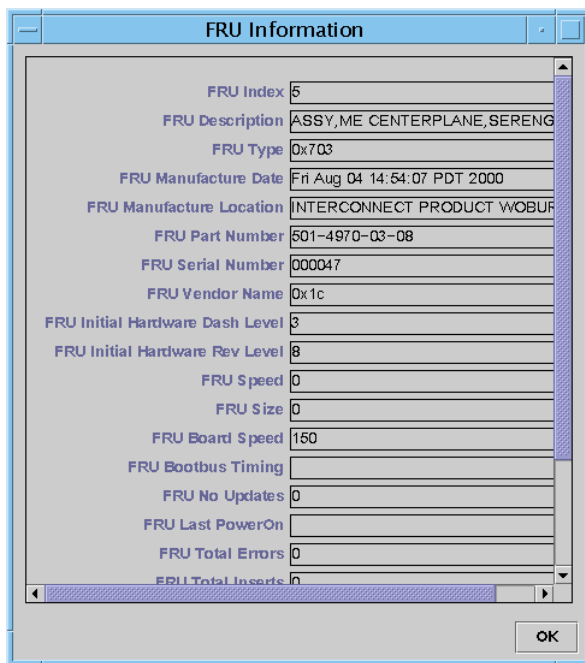 FRU Information
FRU Index 5
FRU Description ASSY,ME CENTERPLANE,SERENG
FRU Type 0x703
FRU Manufacture Date Fri Aug 04 14:54:07 PDT 2000
FRU Manufacture Location INTERCONNECT PRODUCT WOBUR
FRU Part Number 501-4970-03-08
FRU Serial Number 000047
FRU Vendor Name 0x1c
FRU Initial Hardware Dash Level 3
FRU Initial Hardware Rev Level 8
FRU Speed 0
FRU Size 0
FRU Board Speed 150
FRU Bootbus Timing
FRU No Updates 0
FRU Last PowerOn
FRU Total Errors 0
FRU Total Inserts 0
OK